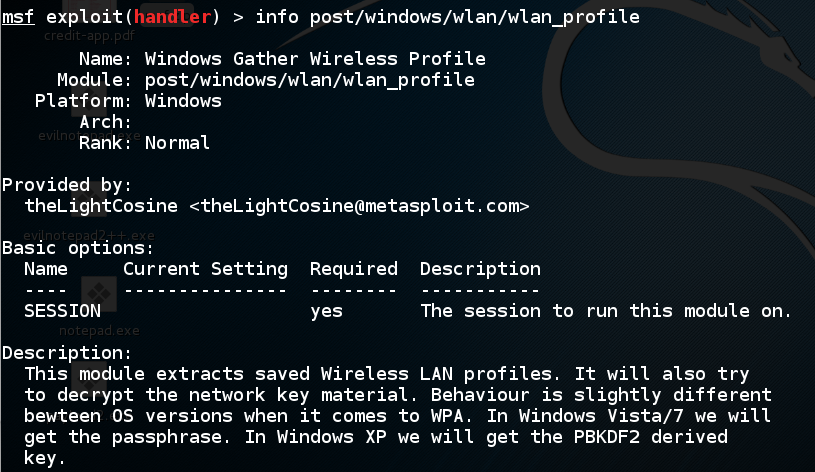 msf exploit(handler) > info post/windows/wlan/wlan_profile
credit-app.pdf
Name: Windows Gather Wireless Profile
Module: post/windows/wlan/wlan_profile
Platform: Windows
Arch:
evilnotepad.exe
Rank: Normal
Provided by:
theLightCosine <theLightCosine@metasploit.com>
evilnotepad2++.exe
Basic options:
Name Current Setting Required Description
---- --------------- -------- -----------
SESSION yes The session to run this module on.
notepad.exe
Description:
This module extracts saved Wireless LAN profiles. It will also try
to decrypt the network key material. Behaviour is slightly different
bewteen OS versions when it comes to WPA. In Windows Vista/7 we will
get the passphrase. In Windows XP we will get the PBKDF2 derived
key.